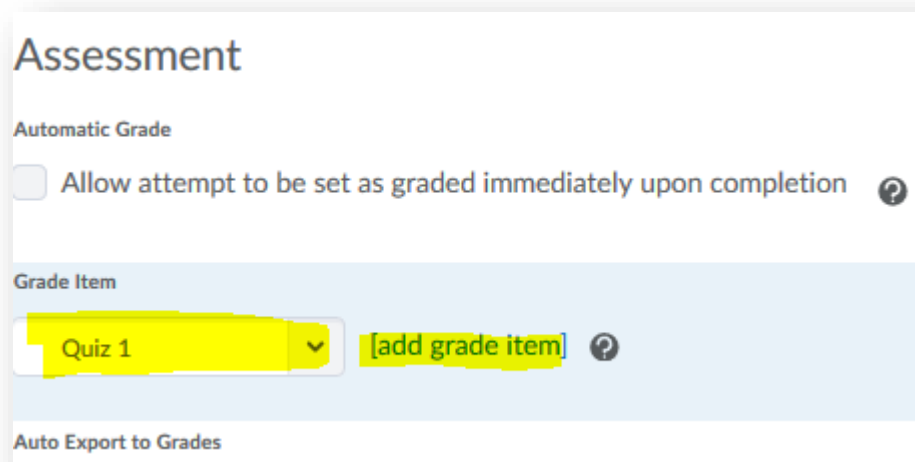 Assessment
Automatic Grade
Allow attempt to be set as graded immediately upon completion
Grade Item
Quiz 1 [add grade item]
Auto Export to Grades